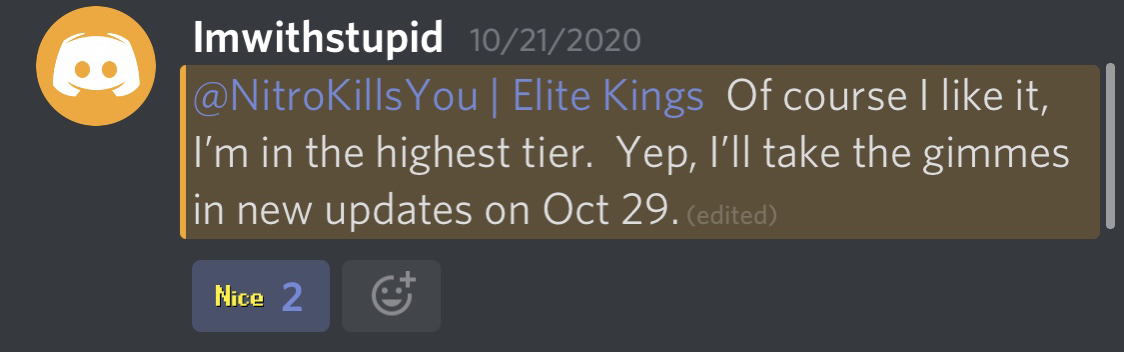 Imwithstupid 10/21/2020
@NitroKillsYou | Elite Kings Of course I like it,
I'm in the highest tier. Yep, I'll take the gimmes
in new updates on Oct 29. (edited)
Nice 2